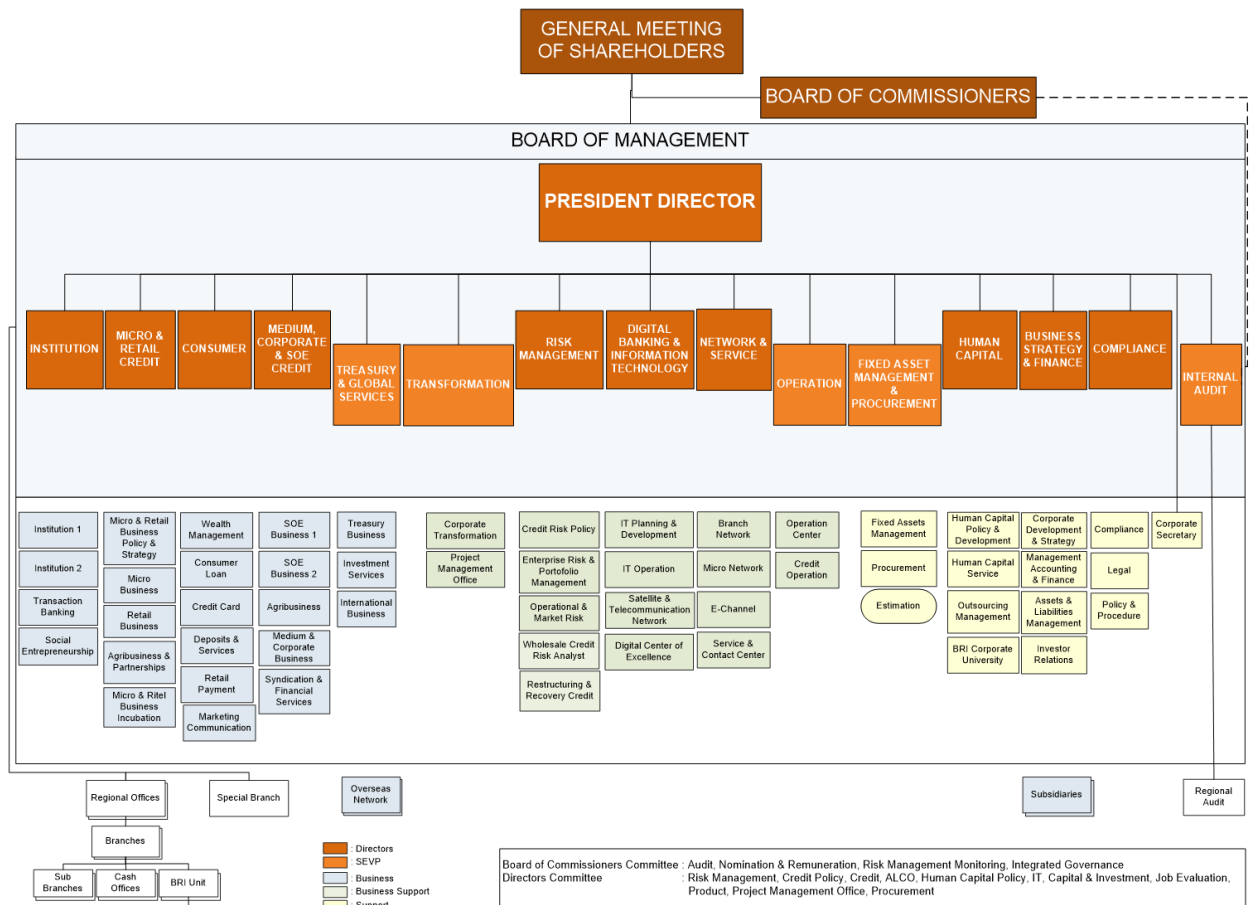 GENERAL MEETING
OF SHAREHOLDERS
BOARD OF COMMISSIONERS
BOARD OF MANAGEMENT
PRESIDENT DIRECTOR
INSTITUTION
MICRO &
RETAIL
CREDIT
CONSUMER
MEDIUM,
CORPORATE
& SOE
CREDIT
TREASURY
& GLOBAL
SERVICES
TRANSFORMATION
RISK
MANAGEMENT
DIGITAL
BANKING &
INFORMATION
TECHNOLOGY
NETWORK &
SERVICE
OPERATION
FIXED ASSET
MANAGEMENT
&
PROCUREMENT
HUMAN
CAPITAL
BUSINESS
STRATEGY
& FINANCE
COMPLIANCE
INTERNAL
AUDIT
Institution 1
Institution 2
Transaction
Banking
Social
Entrepreneurship
Micro & Retail
Business
Policy &
Strategy
Micro
Business
Retail
Business
Agribusiness &
Partnerships
Micro & Ritel
Business
Incubation
Wealth
Management
Consumer
Loan
Credit Card
Deposits &
Services
Retail
Payment
Marketing
Communication
SOE
Business 1
SOE
Business 2
Agribusiness
Medium &
Corporate
Business
Syndication &
Financial
Services
Treasury
Business
Investment
Services
International
Business
Corporate
Transformation
Project
Management
Office
Credit Risk Policy
Enterprise Risk &
Portofolio
Management
Operational &
Market Risk
Wholesale Credit
Risk Analyst
Restructuring &
Recovery Credit
IT Planning &
Development
IT Operation
Satellite &
Telecommunication
Network
Digital Center of
Excellence
Branch
Network
Micro Network
E-Channel
Service &
Contact Center
Operation
Center
Credit
Operation
Fixed Assets
Management
Procurement
Estimation
Human Capital
Policy &
Development
Human Capital
Service
Outsourcing
Management
BRI Corporate
University
Corporate
Development
& Strategy
Management
Accounting
& Finance
Assets &
Liabilities
Management
Investor
Relations
Compliance
Legal
Policy &
Procedure
Corporate
Secretary
Regional Offices
Special Branch
Overseas
Network
Subsidiaries
Regional
Audit
Branches
Sub
Branches
Cash
Offices
BRI Unit
: Directors
: SEVP
: Business
: Business Support
: Support
Board of Commissioners Committee : Audit, Nomination & Remuneration, Risk Management Monitoring, Integrated Governance
Directors Committee : Risk Management, Credit Policy, Credit, ALCO, Human Capital Policy, IT, Capital & Investment, Job Evaluation,
Product, Project Management Office, Procurement